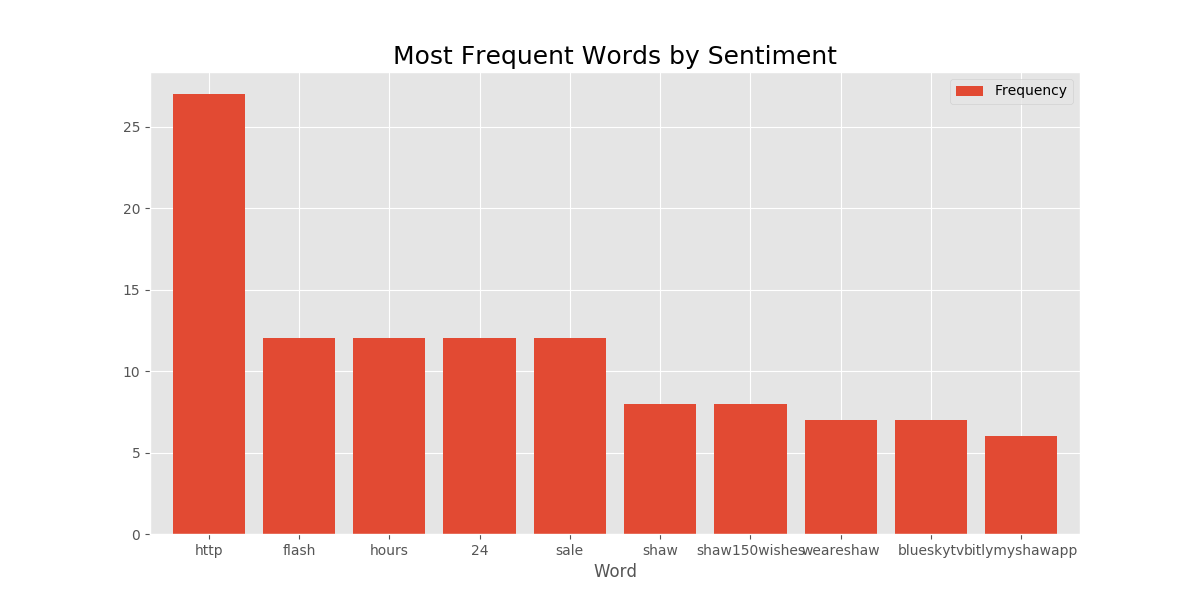 Most Frequent Words by Sentiment
Frequency
25
20
15
10
5
0
http flash hours 24 sale shaw shaw150wishes weareshaw blueskytv bitlymyshawapp
Word